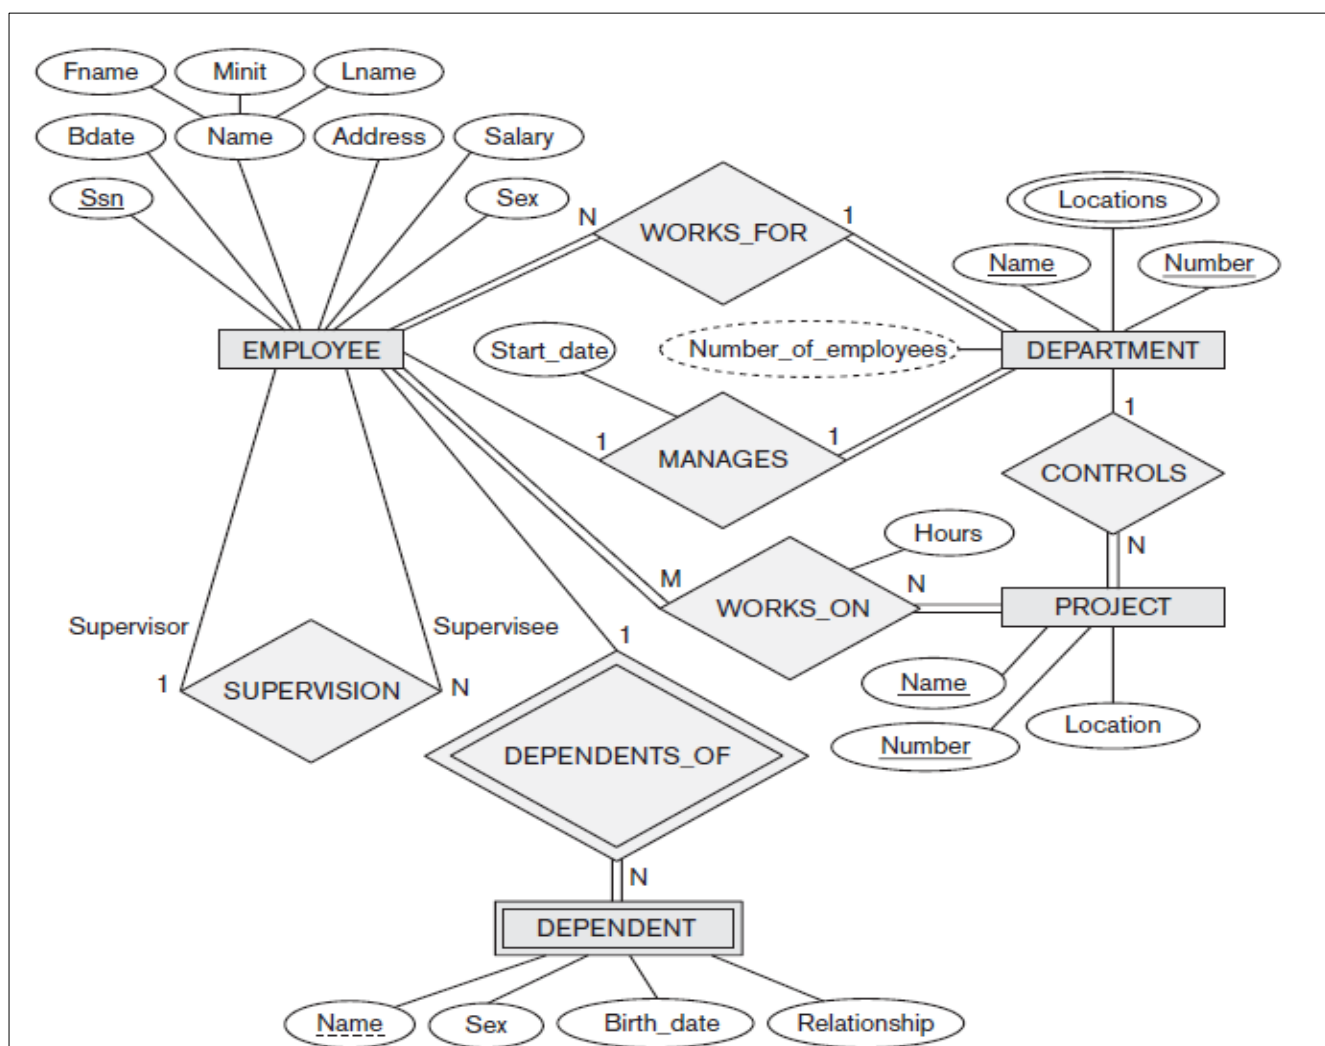 Fname Minit Lname
Bdate Name Address Salary
Ssn Sex
N WORKS_FOR 1
Locations
Name Number
EMPLOYEE
Start_date Number_of_employees DEPARTMENT
1 MANAGES 1
1
CONTROLS
N
Hours
M WORKS_ON N PROJECT
Name
Number Location
Supervisor Supervisee
1 SUPERVISION N
1
DEPENDENTS_OF
N
DEPENDENT
Name Sex Birth_date Relationship